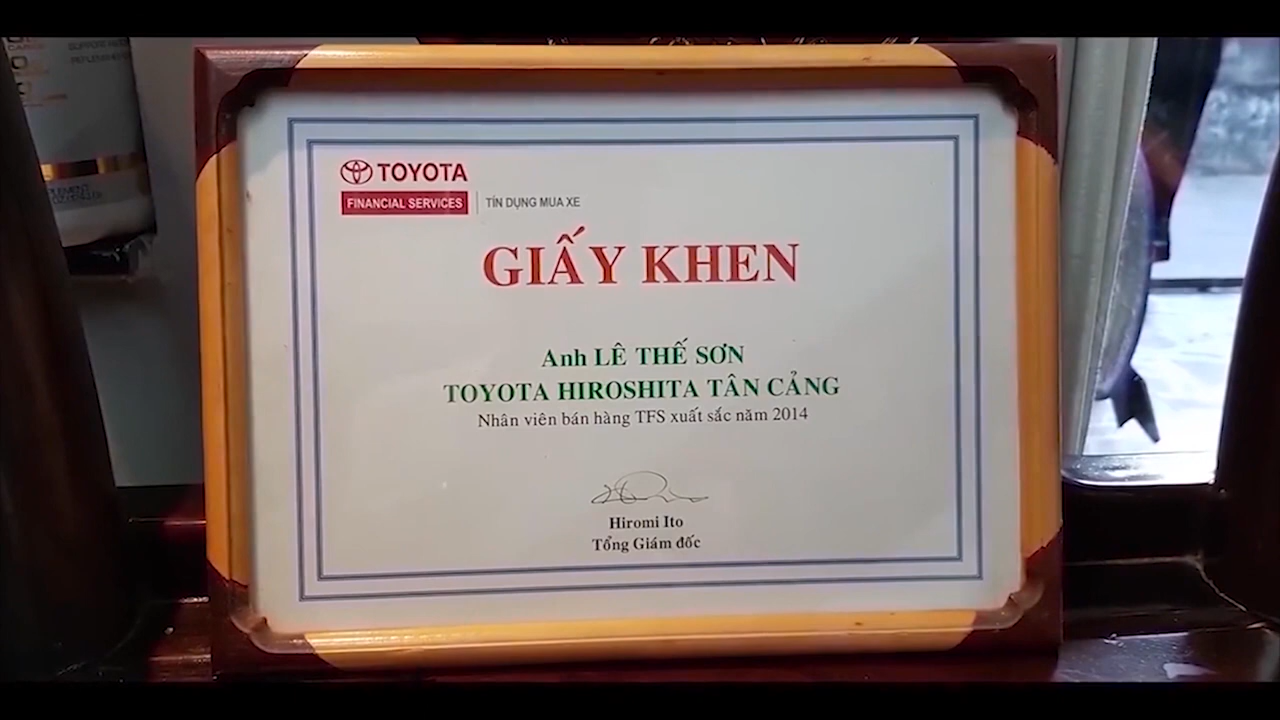 TOYOTA
FINANCIAL SERVICES TÍN DỤNG MUA XE
GIẤY KHEN
Anh LÊ THẾ SƠN
TOYOTA HIROSHITA TÂN CẢNG
Nhân viên bán hàng TFS xuất sắc năm 2014
Hiromi Ito
Tổng Giám đốc